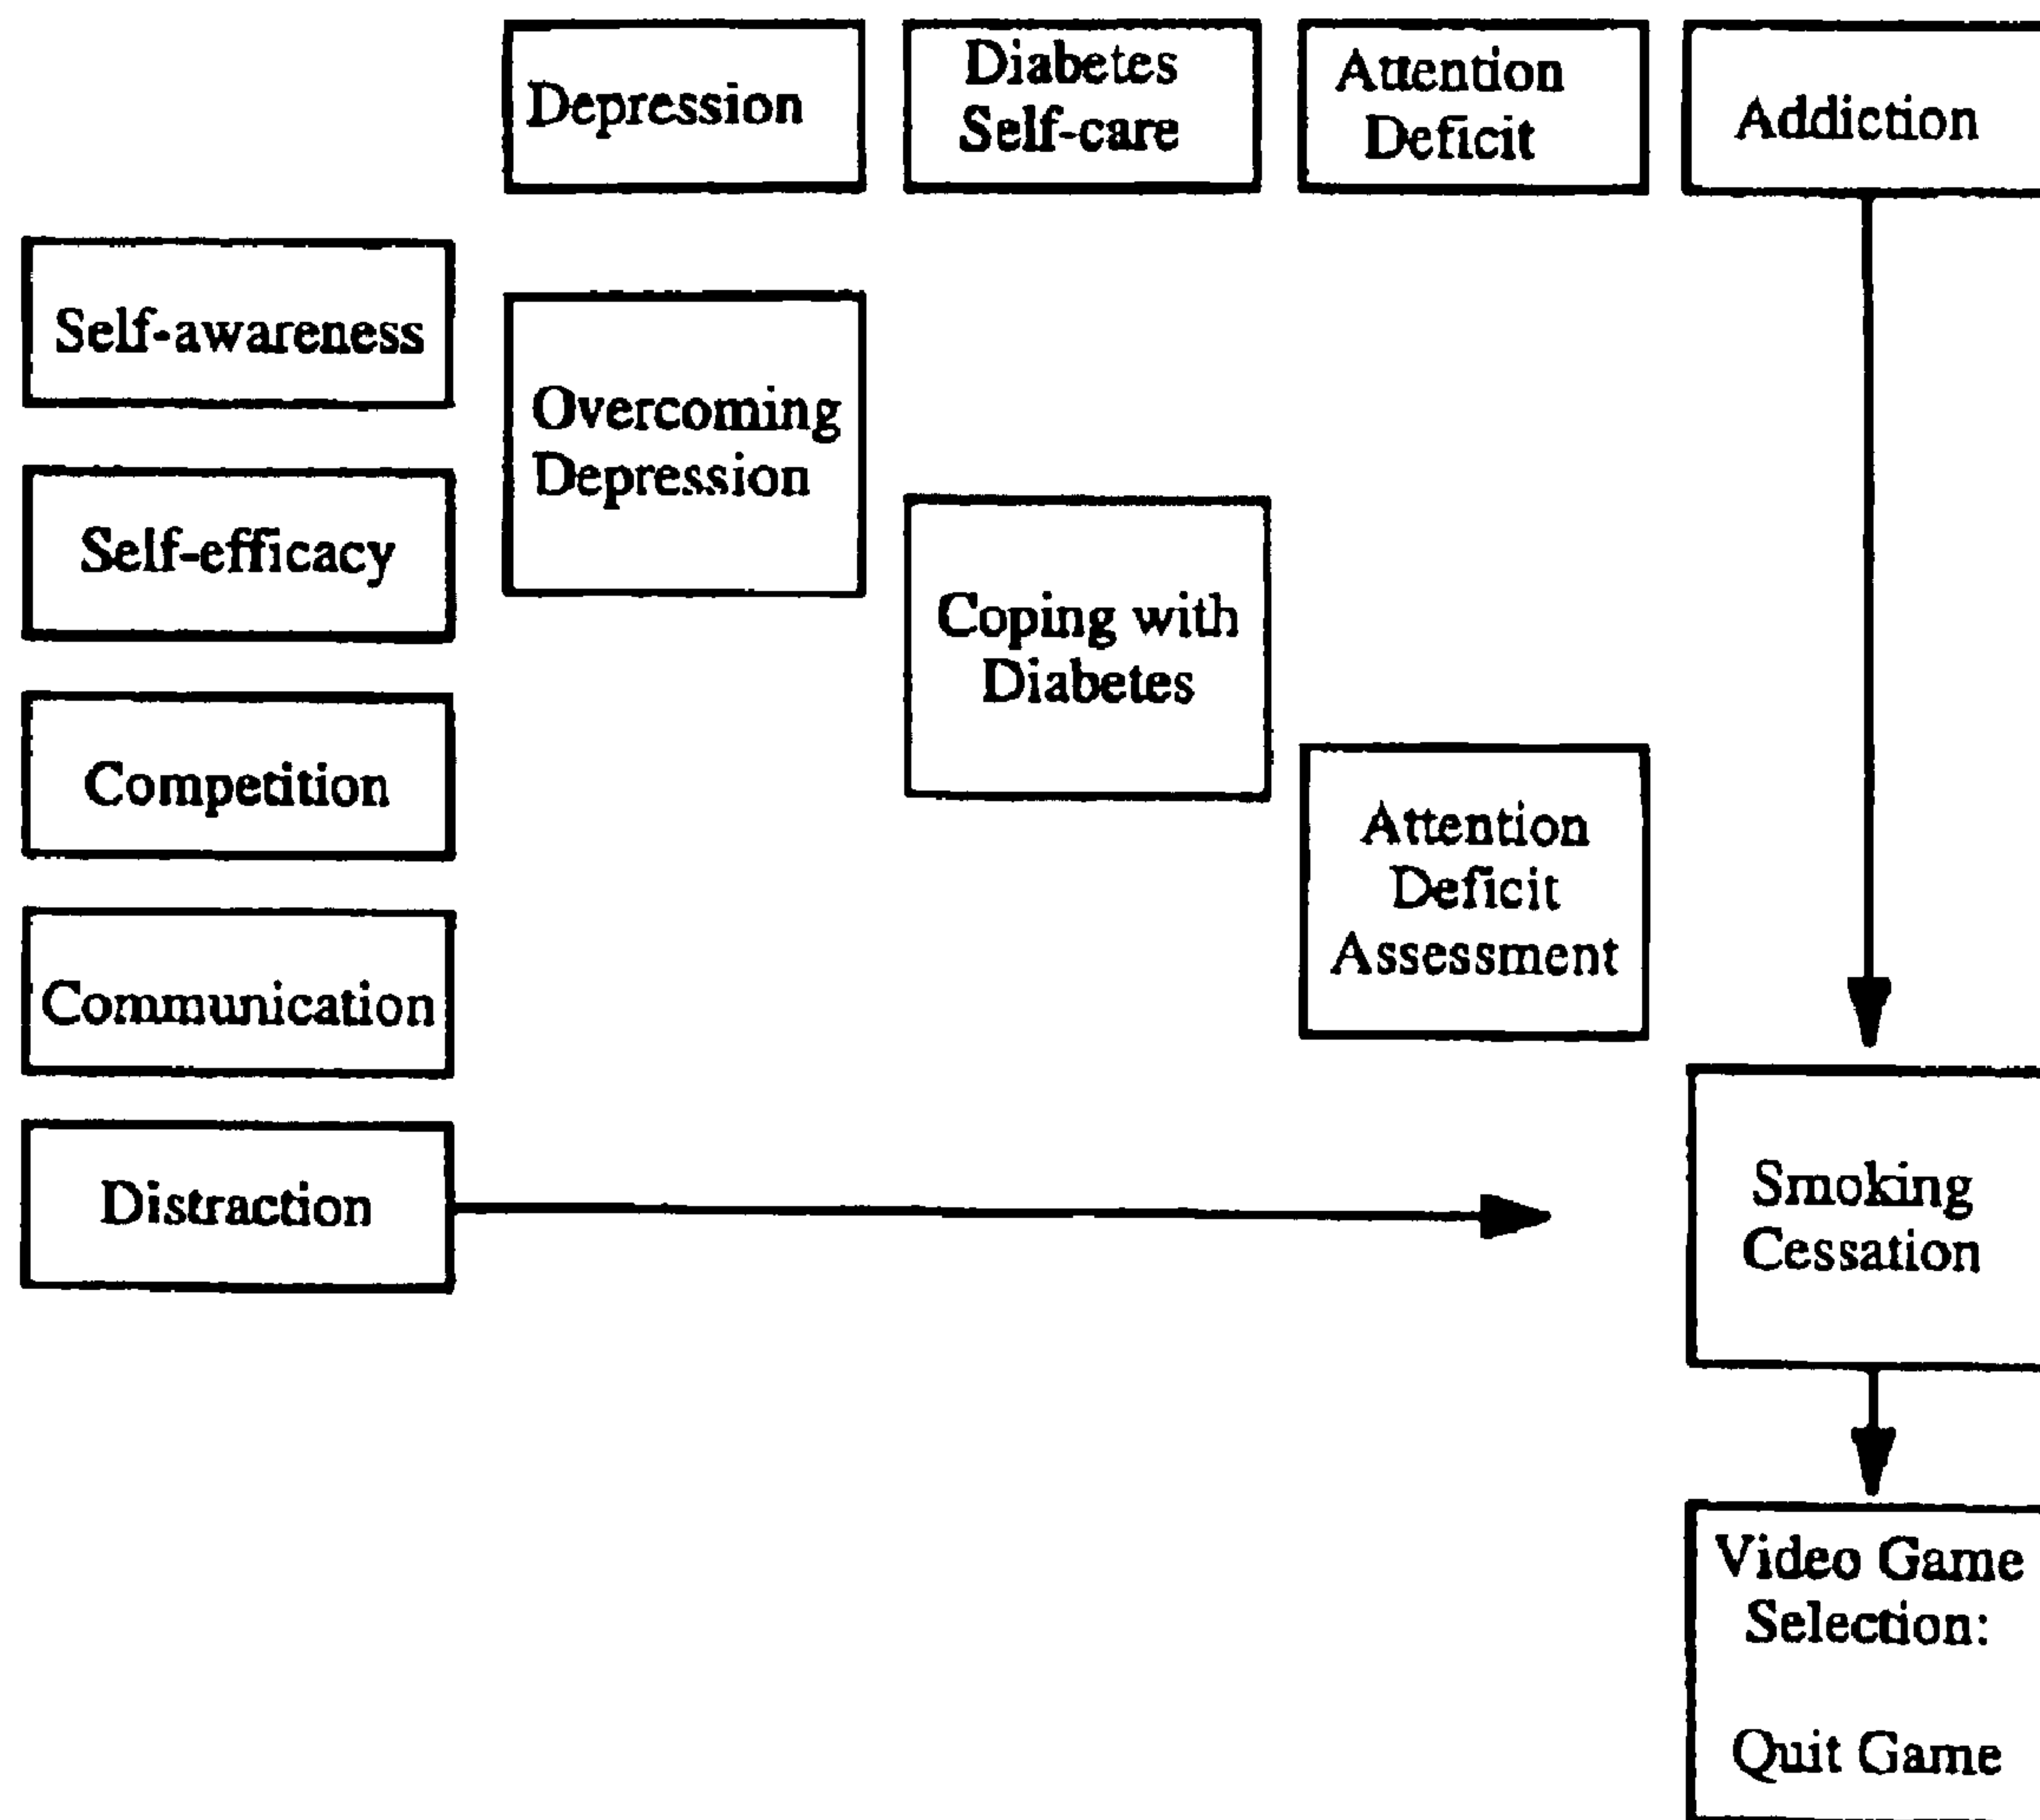 Depression
Diabetes
Self-care
Attention
Deficit
Addiction
Self-awareness
Overcoming
Depression
Self-efficacy
Coping with
Diabetes
Competition
Attention
Deficit
Assessment
Communication
Distraction
Smoking
Cessation
Video Game
Selection:
Quit Game